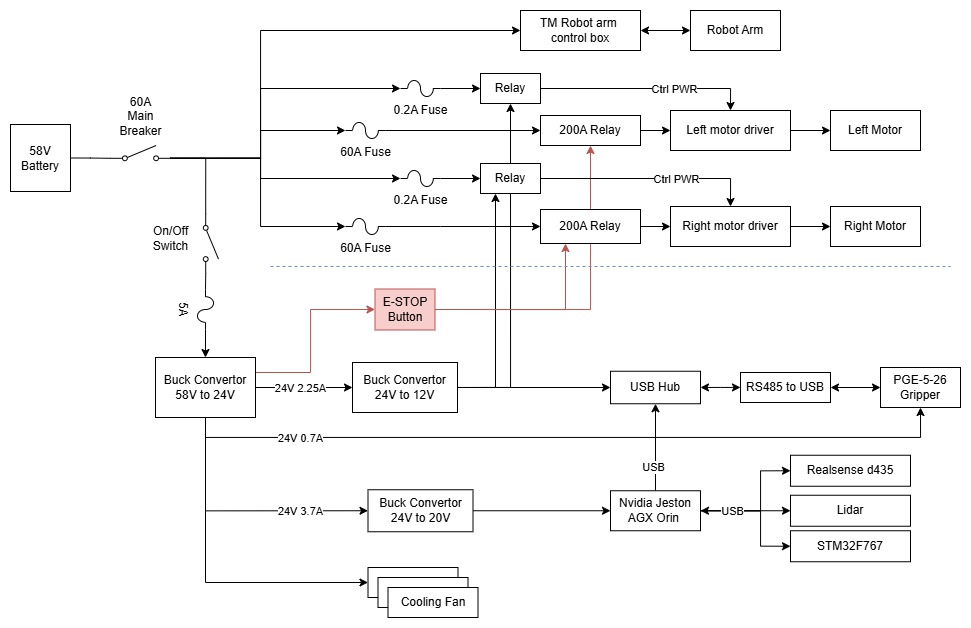 TM Robot arm
control box
Robot Arm
60A
Main
Breaker
58V
Battery
Relay
0.2A Fuse
Ctrl PWR
200A Relay
60A Fuse
Left motor driver
Left Motor
Relay
0.2A Fuse
Ctrl PWR
200A Relay
60A Fuse
Right motor driver
Right Motor
On/Off
Switch
5A
E-STOP
Button
Buck Convertor
58V to 24V
24V 2.25A
Buck Convertor
24V to 12V
USB Hub
RS485 to USB
PGE-5-26
Gripper
24V 0.7A
USB
24V 3.7A
Buck Convertor
24V to 20V
Nvidia Jeston
AGX Orin
USB
Realsense d435
Lidar
STM32F767
Cooling Fan